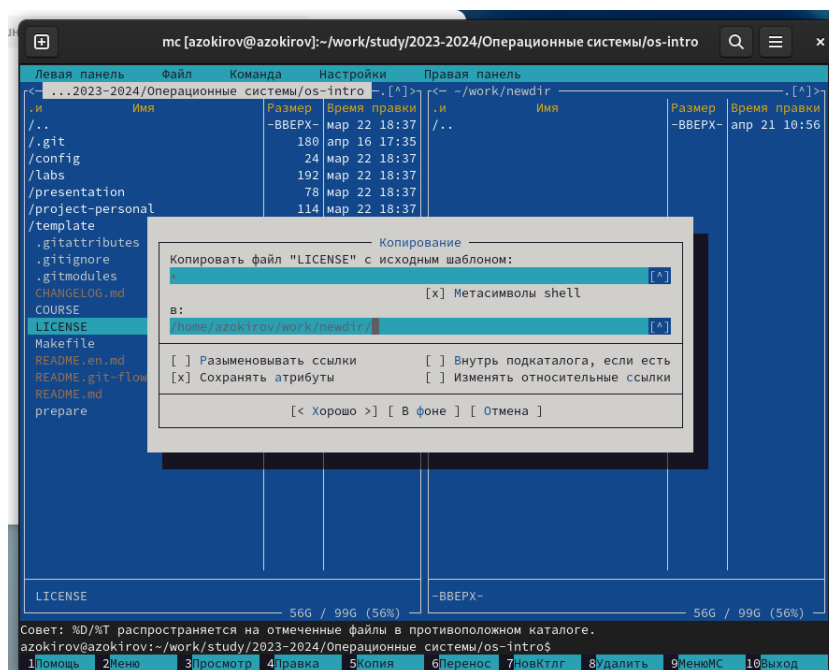 mc [azokirov@azokirov]:~/work/study/2023-2024/Операционные системы/os-intro
Левая панель Файл Команда Настройки Правая панель
<— ...2023-2024/Операционные системы/os-intro —.[^]> <— ~/work/newdir —.[^]>
.и Имя Размер Время правки .и Имя Размер Время правки
/.. -ВВЕРХ- мар 22 18:37 /.. -ВВЕРХ- апр 21 10:56
/.git 180 апр 16 17:35
/config 24 мар 22 18:37
/labs 192 мар 22 18:37
/presentation 78 мар 22 18:37
/project-personal 114 мар 22 18:37
/template
.gitattributes
.gitignore
.gitmodules
CHANGELOG.md
COURSE
LICENSE
Makefile
README.en.md
README.git-flow
README.md
prepare
Копирование
Копировать файл "LICENSE" с исходным шаблоном:
* [^]
[x] Метасимволы shell
в:
/home/azokirov/work/newdir/ [^]
[ ] Разыменовывать ссылки [ ] Внутрь подкаталога, если есть
[x] Сохранять атрибуты [ ] Изменять относительные ссылки
[< Хорошо >] [ В фоне ] [ Отмена ]
LICENSE -ВВЕРХ-
56G / 99G (56%) 56G / 99G (56%)
Совет: %D/%T распространяется на отмеченные файлы в противоположном каталоге.
azokirov@azokirov:~/work/study/2023-2024/Операционные системы/os-intro$
1Помощь 2Меню 3Просмотр 4Правка 5Копия 6Перенос 7НовКтлг 8Удалить 9МенюMC 10Выход